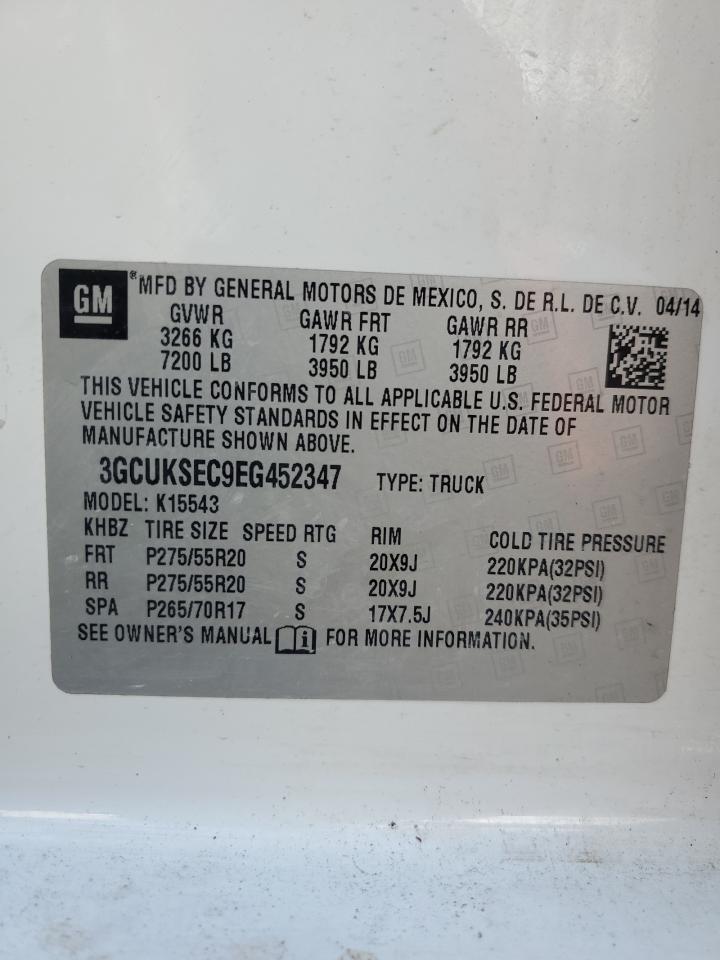 GM ® MFD BY GENERAL MOTORS DE MEXICO, S. DE R.L. DE C.V. 04/14
GVWR GAWR FRT GAWR RR
3266 KG 1792 KG 1792 KG
7200 LB 3950 LB 3950 LB
THIS VEHICLE CONFORMS TO ALL APPLICABLE U.S. FEDERAL MOTOR
VEHICLE SAFETY STANDARDS IN EFFECT ON THE DATE OF
MANUFACTURE SHOWN ABOVE.
3GCUKSEC9EG452347 TYPE: TRUCK
MODEL: K15543
KHBZ TIRE SIZE SPEED RTG RIM COLD TIRE PRESSURE
FRT P275/55R20 S 20X9J 220KPA(32PSI)
RR P275/55R20 S 20X9J 220KPA(32PSI)
SPA P265/70R17 S 17X7.5J 240KPA(35PSI)
SEE OWNER'S MANUAL i FOR MORE INFORMATION.